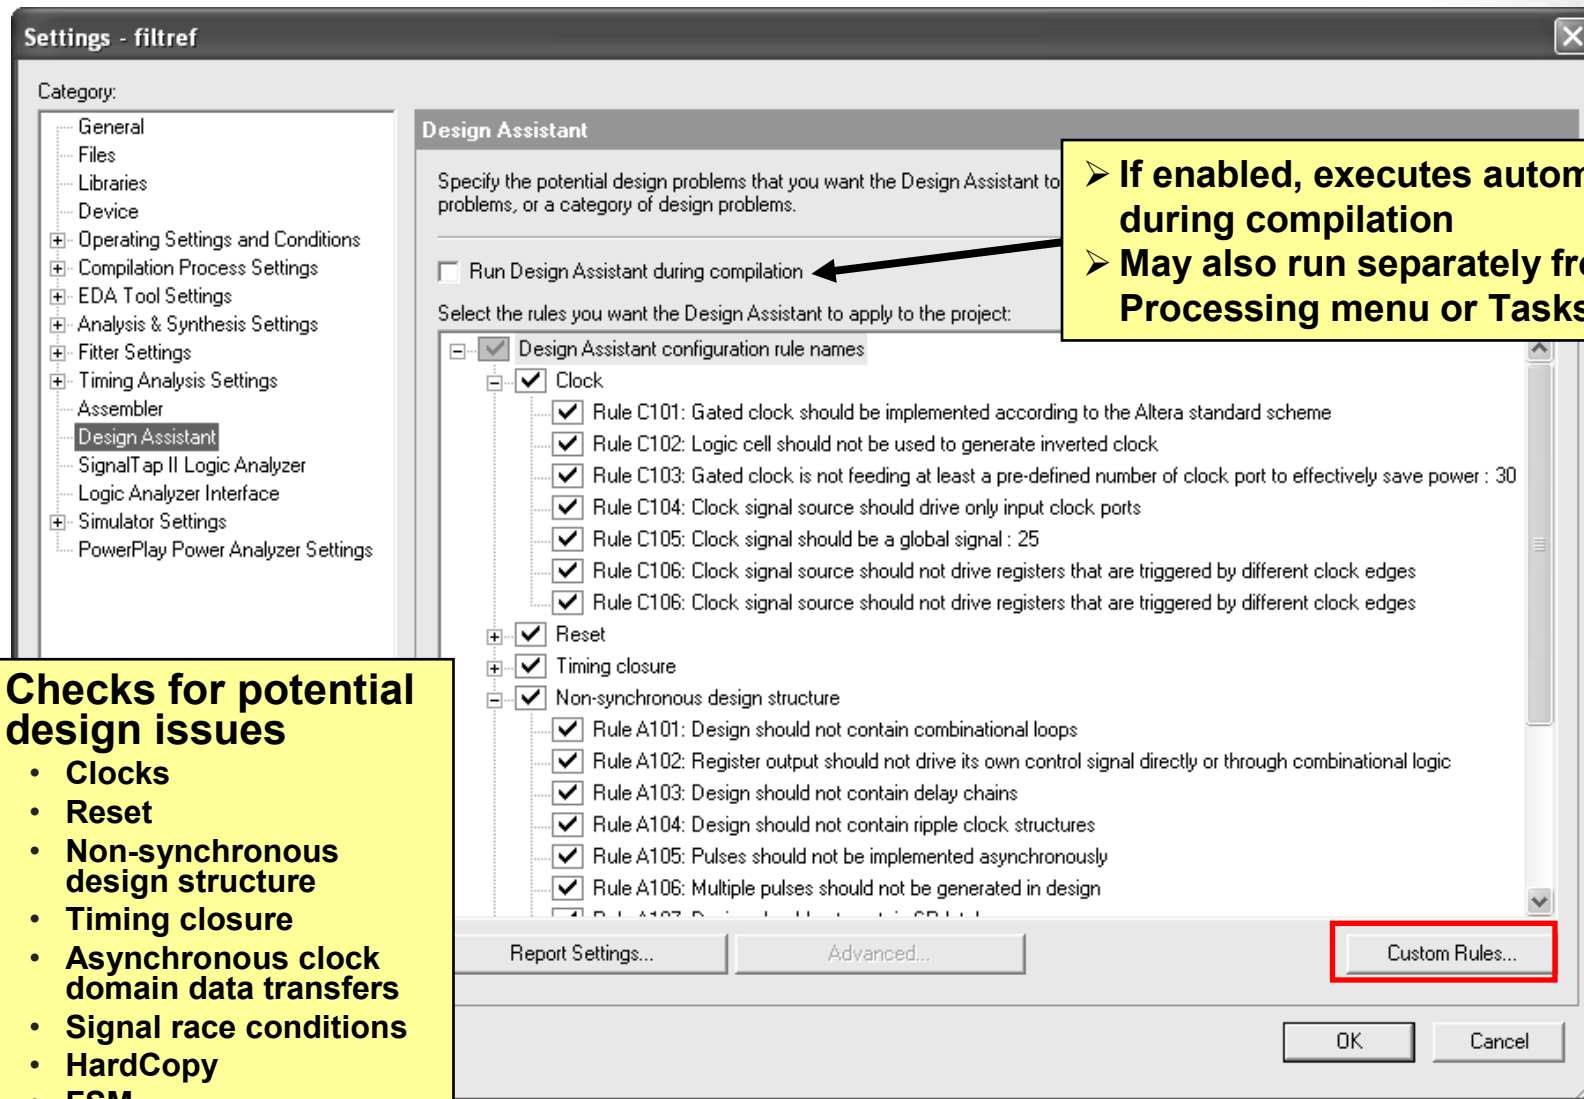 Settings - filtref
Category:
General
Files
Libraries
Device
Operating Settings and Conditions
Compilation Process Settings
EDA Tool Settings
Analysis & Synthesis Settings
Fitter Settings
Timing Analysis Settings
Assembler
Design Assistant
SignalTap II Logic Analyzer
Logic Analyzer Interface
Simulator Settings
PowerPlay Power Analyzer Settings
Design Assistant
Specify the potential design problems that you want the Design Assistant to
problems, or a category of design problems.
Run Design Assistant during compilation
Select the rules you want the Design Assistant to apply to the project:
➢ If enabled, executes autom
during compilation
➢ May also run separately fr
Processing menu or Tasks
Design Assistant configuration rule names
Clock
Rule C101: Gated clock should be implemented according to the Altera standard scheme
Rule C102: Logic cell should not be used to generate inverted clock
Rule C103: Gated clock is not feeding at least a pre-defined number of clock port to effectively save power : 30
Rule C104: Clock signal source should drive only input clock ports
Rule C105: Clock signal should be a global signal : 25
Rule C106: Clock signal source should not drive registers that are triggered by different clock edges
Rule C106: Clock signal source should not drive registers that are triggered by different clock edges
Reset
Timing closure
Non-synchronous design structure
Rule A101: Design should not contain combinational loops
Rule A102: Register output should not drive its own control signal directly or through combinational logic
Rule A103: Design should not contain delay chains
Rule A104: Design should not contain ripple clock structures
Rule A105: Pulses should not be implemented asynchronously
Rule A106: Multiple pulses should not be generated in design
Checks for potential
design issues
• Clocks
• Reset
• Non-synchronous
design structure
• Timing closure
• Asynchronous clock
domain data transfers
• Signal race conditions
• HardCopy
• FSM
Report Settings...
Advanced...
Custom Rules...
OK
Cancel